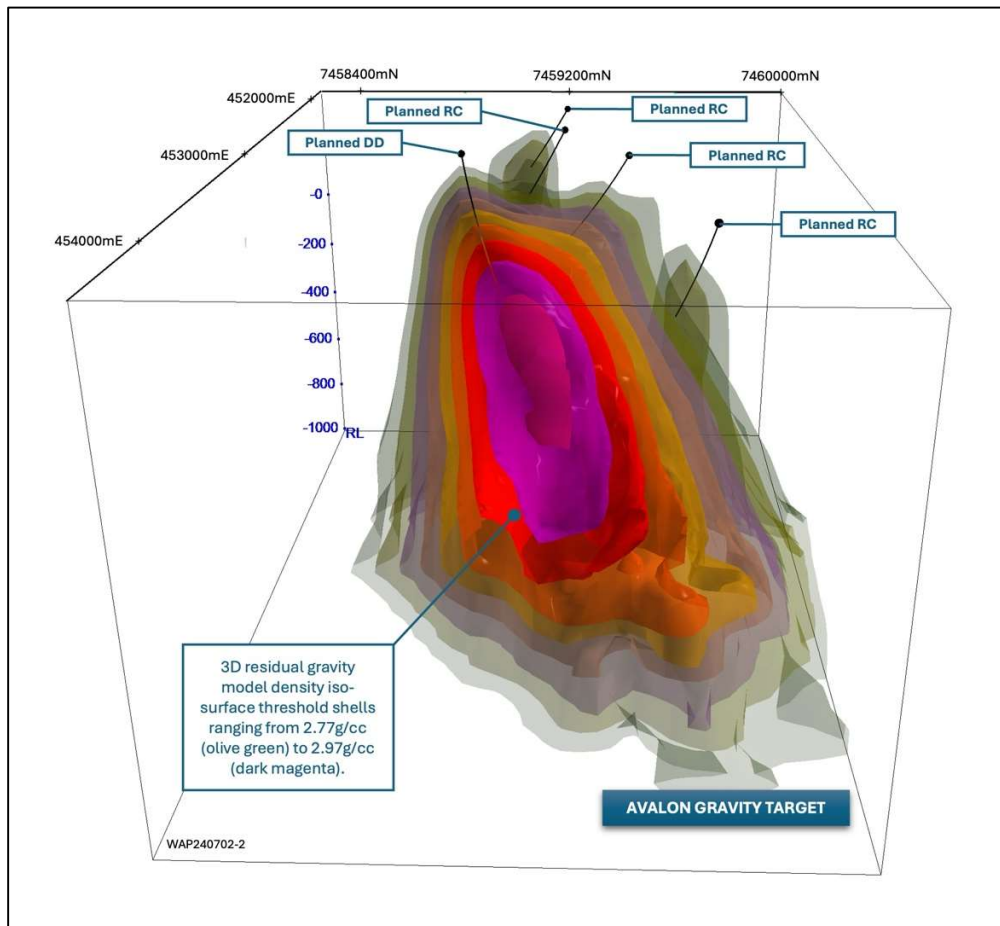 7458400mN
7459200mN
7460000mN
452000mE
453000mE
454000mE
Planned RC
Planned RC
Planned DD
Planned RC
Planned RC
-0
-200
-400
-600
-800
-1000
RL
3D residual gravity
model density iso-
surface threshold shells
ranging from 2.77g/cc
(olive green) to 2.97g/cc
(dark magenta).
AVALON GRAVITY TARGET
WAP240702-2